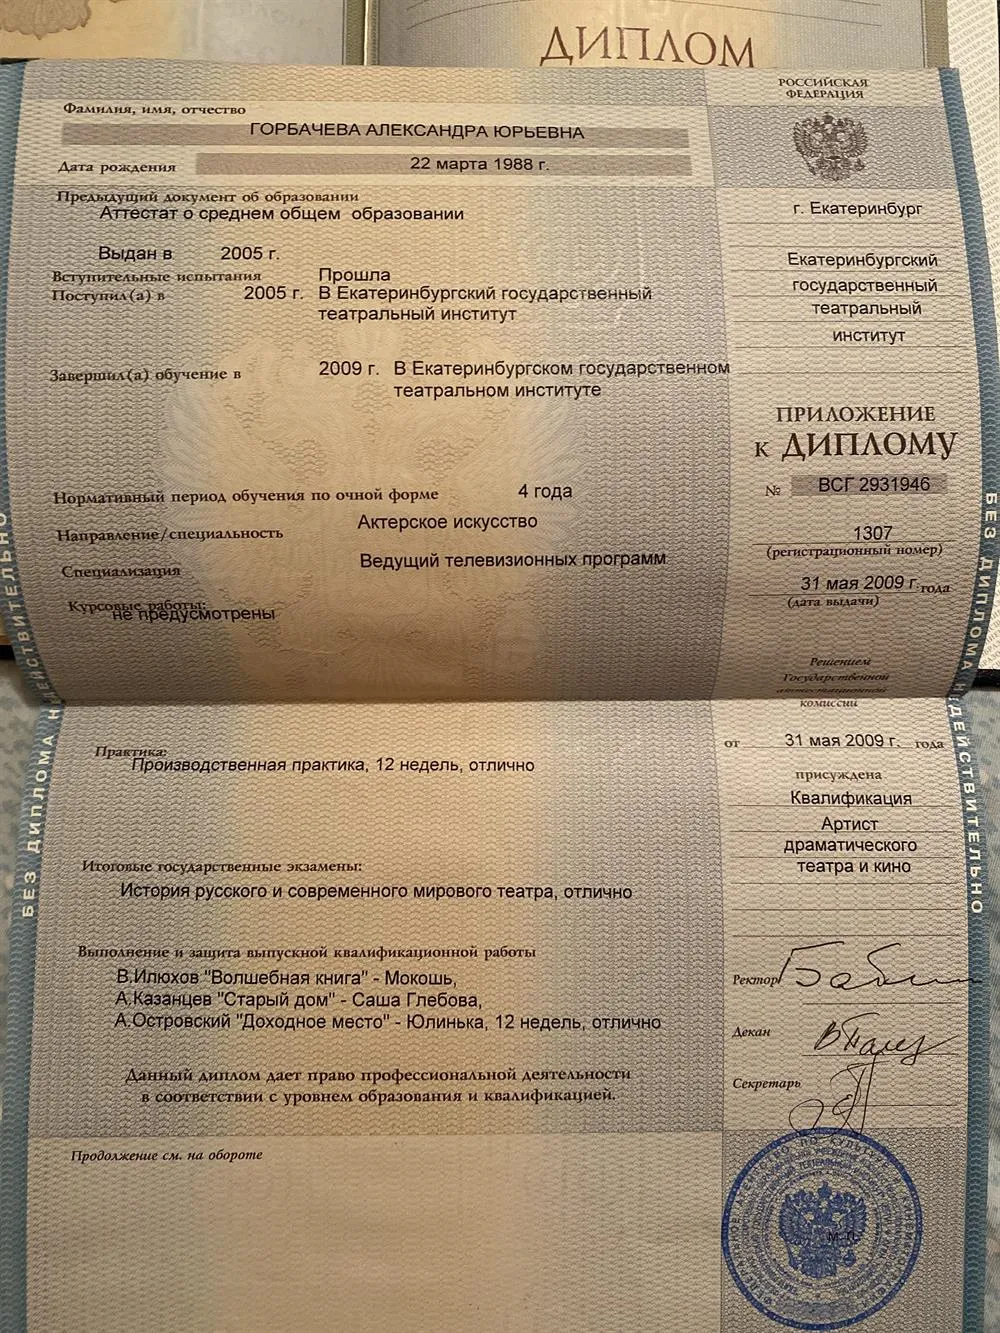 ДИПЛОМ
Фамилия, имя, отчество
ГОРБАЧЕВА АЛЕКСАНДРА ЮРЬЕВНА
Дата рождения 22 марта 1988 г.
Предыдущий документ об образовании
Аттестат о среднем общем образовании
Выдан в 2005 г.
Вступительные испытания Прошла
Поступил(а) в 2005 г. В Екатеринбургский государственный
театральный институт
Завершил(а) обучение в 2009 г. В Екатеринбургском государственном
театральном институте
Нормативный период обучения по очной форме 4 года
Направление/специальность Актерское искусство
Специализация Ведущий телевизионных программ
Курсовые работы:
не предусмотрены
РОССИЙСКАЯ
ФЕДЕРАЦИЯ
г. Екатеринбург
Екатеринбургский
государственный
театральный
институт
ПРИЛОЖЕНИЕ
к ДИПЛОМУ
№ ВСГ 2931946
1307
(регистрационный номер)
31 мая 2009 г. года
(дата выдачи)
Решением
Государственной
аттестационной
комиссии
от 31 мая 2009 г. года
присуждена
Квалификация
Артист
драматического
театра и кино
Практика:
Производственная практика, 12 недель, отлично
Итоговые государственные экзамены:
История русского и современного мирового театра, отлично
Выполнение и защита выпускной квалификационной работы
В.Илюхов "Волшебная книга" - Мокошь,
А.Казанцев "Старый дом" - Саша Глебова,
А.Островский "Доходное место" - Юлинька, 12 недель, отлично
Данный диплом дает право профессиональной деятельности
в соответствии с уровнем образования и квалификацией.
Продолжение см. на обороте
Ректор
Декан
Секретарь
М.П.
БЕЗ ДИПЛОМА НЕДЕЙСТВИТЕЛЬНО
БЕЗ ДИПЛОМА НЕДЕЙСТВИТЕЛЬНО